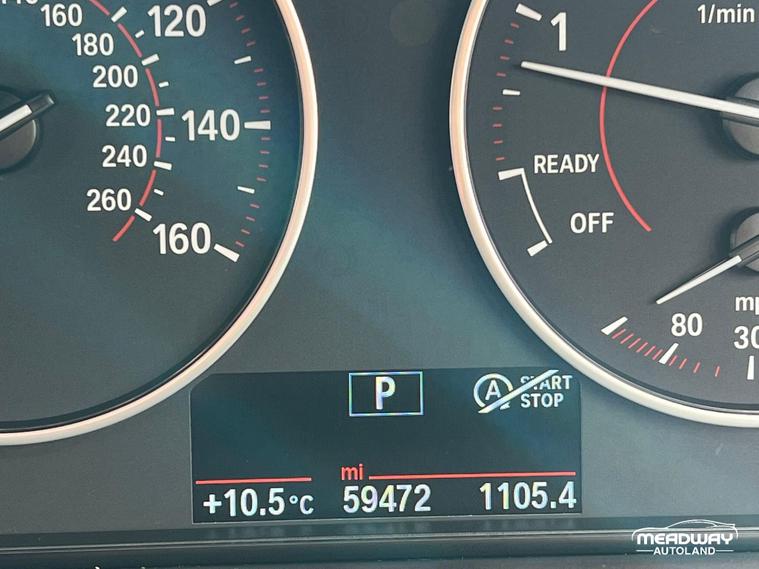 160
180
200
220
240
260
120
140
160
1/min
1
READY
OFF
80
30
P
A
START
STOP
mi
+10.5°C
59472
1105.4
MEADWAY
AUTOLAND